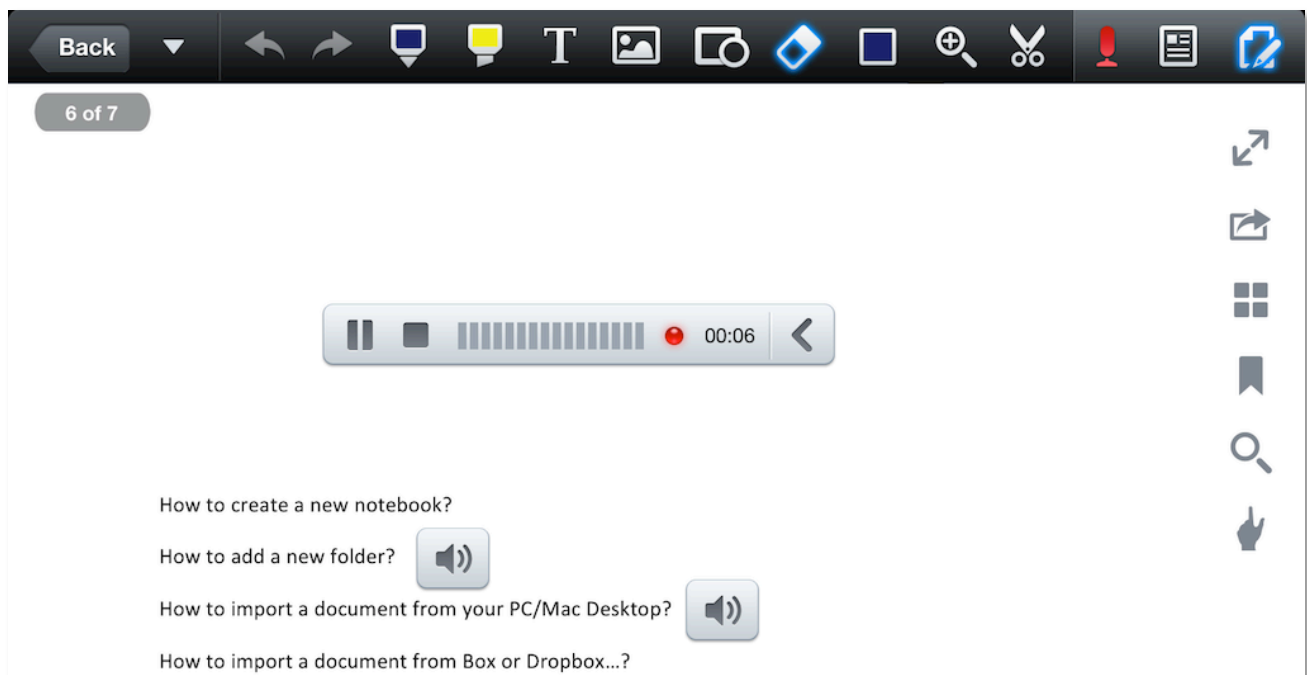 Back
T
6 of 7
00:06
How to create a new notebook?
How to add a new folder?
How to import a document from your PC/Mac Desktop?
How to import a document from Box or Dropbox...?